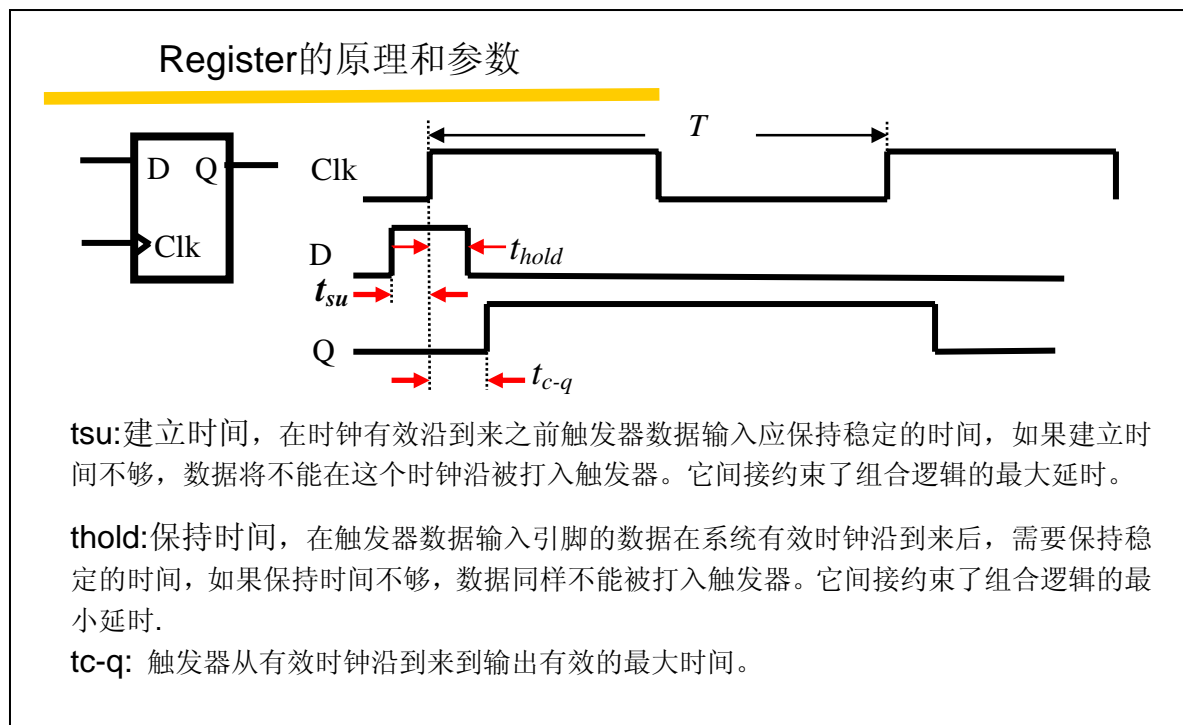 Register的原理和参数
T
D Q
Clk
Clk
D
t_hold
t_su
Q
t_c-q
tsu:建立时间，在时钟有效沿到来之前触发器数据输入应保持稳定的时间，如果建立时
间不够，数据将不能在这个时钟沿被打入触发器。它间接约束了组合逻辑的最大延时。
thold:保持时间，在触发器数据输入引脚的数据在系统有效时钟沿到来后，需要保持稳
定的时间，如果保持时间不够，数据同样不能被打入触发器。它间接约束了组合逻辑的最
小延时.
tc-q: 触发器从有效时钟沿到来到输出有效的最大时间。